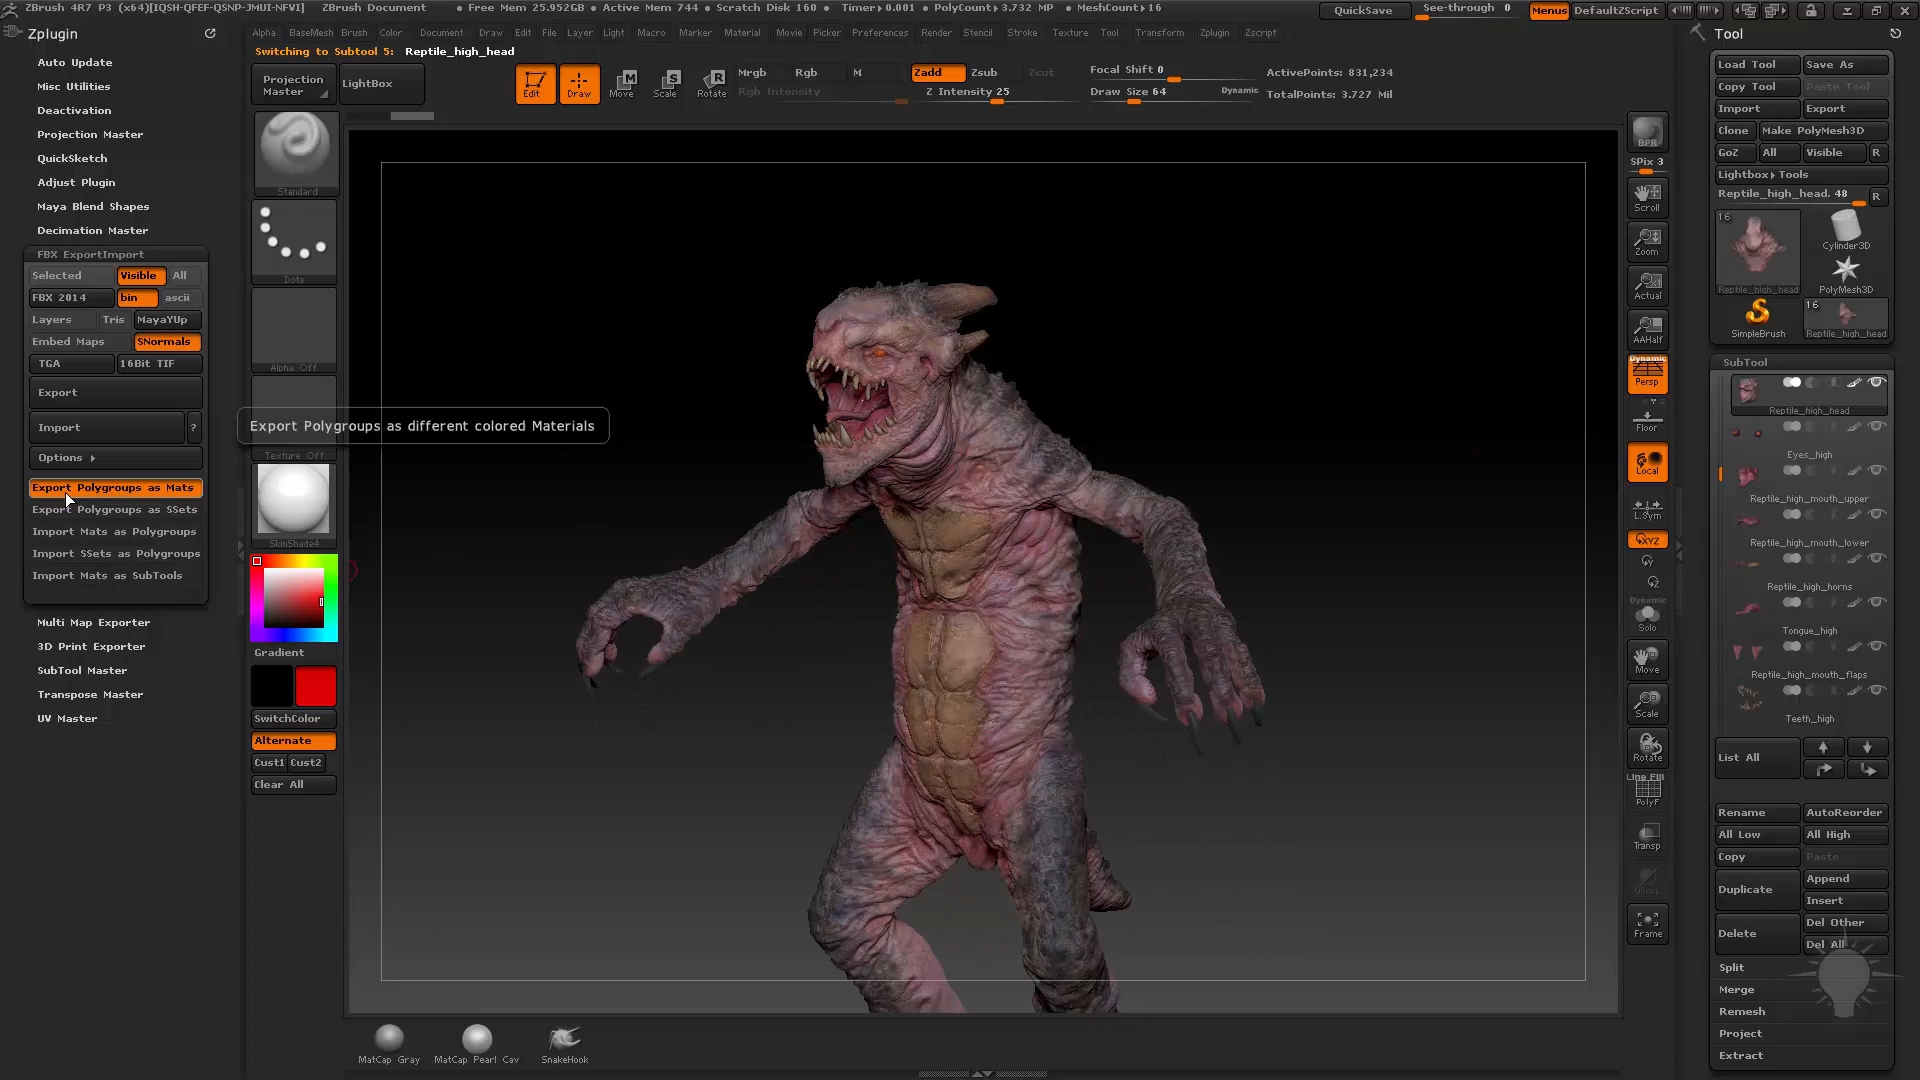 ZBrush 4R7 P3 (x64)[IQSH-QFEF-QSNP-JMUI-NFVI] ZBrush Document • Free Mem 25.952GB • Active Mem 744 • Scratch Disk 160 • Timer▸0.001 • PolyCount▸3.732 MP • MeshCount▸16 QuickSave See-through 0 Menus DefaultZScript
Zplugin
Alpha BaseMesh Brush Color Document Draw Edit File Layer Light Macro Marker Material Movie Picker Preferences Render Stencil Stroke Texture Tool Transform Zplugin Zscript
Switching to Subtool 5: Reptile_high_head
Auto Update
Misc Utilities
Deactivation
Projection Master
QuickSketch
Adjust Plugin
Maya Blend Shapes
Decimation Master
FBX ExportImport
Selected Visible All
FBX 2014 bin ascii
Layers Tris MayaYUp
Embed Maps SNormals
TGA 16Bit TIF
Export
Import ?
Options
Export Polygroups as Mats
Export Polygroups as SSets
Import Mats as Polygroups
Import SSets as Polygroups
Import Mats as SubTools
Multi Map Exporter
3D Print Exporter
SubTool Master
Transpose Master
UV Master
Projection Master
LightBox
Edit Draw Move Scale Rotate
Mrgb Rgb M
Rgb Intensity
Zadd Zsub Zcut
Z Intensity 25
Focal Shift 0
Draw Size 64 Dynamic
ActivePoints: 831,234
TotalPoints: 3.727 Mil
Standard
Dots
Alpha Off
Export Polygroups as different colored Materials
Texture Off
SkinShade4
Gradient
SwitchColor
Alternate
Cust1 Cust2
Clear All
MatCap Gray
MatCap Pearl Cav
SnakeHook
BPR
SPix 3
Scroll
Zoom
Actual
AAHalf
Dynamic
Persp
Floor
Local
L.Sym
XYZ
Y
Z
Dynamic
Solo
Move
Scale
Rotate
Line Fill
PolyF
Transp
Ghost
Frame
Tool
Load Tool Save As
Copy Tool Paste Tool
Import Export
Clone Make PolyMesh3D
GoZ All Visible R
Lightbox▸Tools
Reptile_high_head. 48 R
16
Reptile_high_head
Cylinder3D
PolyMesh3D
SimpleBrush
16
Reptile_high_head
SubTool
Reptile_high_head
Eyes_high
Reptile_high_mouth_upper
Reptile_high_mouth_lower
Reptile_high_horns
Tongue_high
Reptile_high_mouth_flaps
Teeth_high
List All
Rename AutoReorder
All Low All High
Copy Paste
Duplicate Append
Insert
Delete Del Other
Del All
Split
Merge
Remesh
Project
Extract